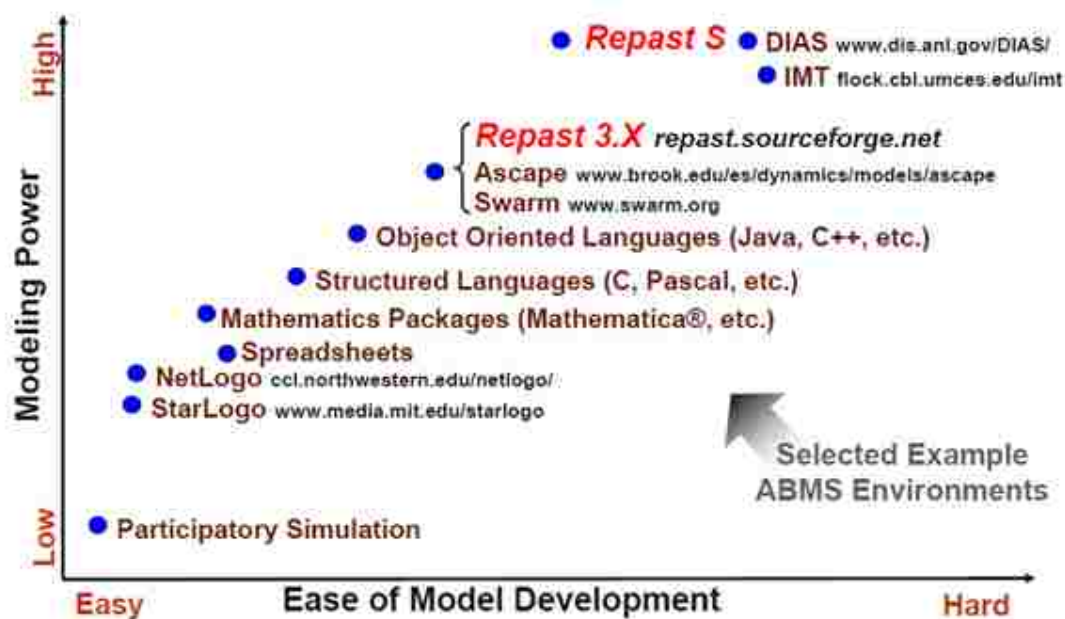 High
Repast S
DIAS www.dis.anl.gov/DIAS/
IMT flock.cbl.umces.edu/imt
Repast 3.X repast.sourceforge.net
Ascape www.brook.edu/es/dynamics/models/ascape
Swarm www.swarm.org
Object Oriented Languages (Java, C++, etc.)
Structured Languages (C, Pascal, etc.)
Mathematics Packages (Mathematica®, etc.)
Spreadsheets
NetLogo ccl.northwestern.edu/netlogo/
StarLogo www.media.mit.edu/starlogo
Modeling Power
Selected Example
ABMS Environments
Participatory Simulation
Low
Easy
Ease of Model Development
Hard